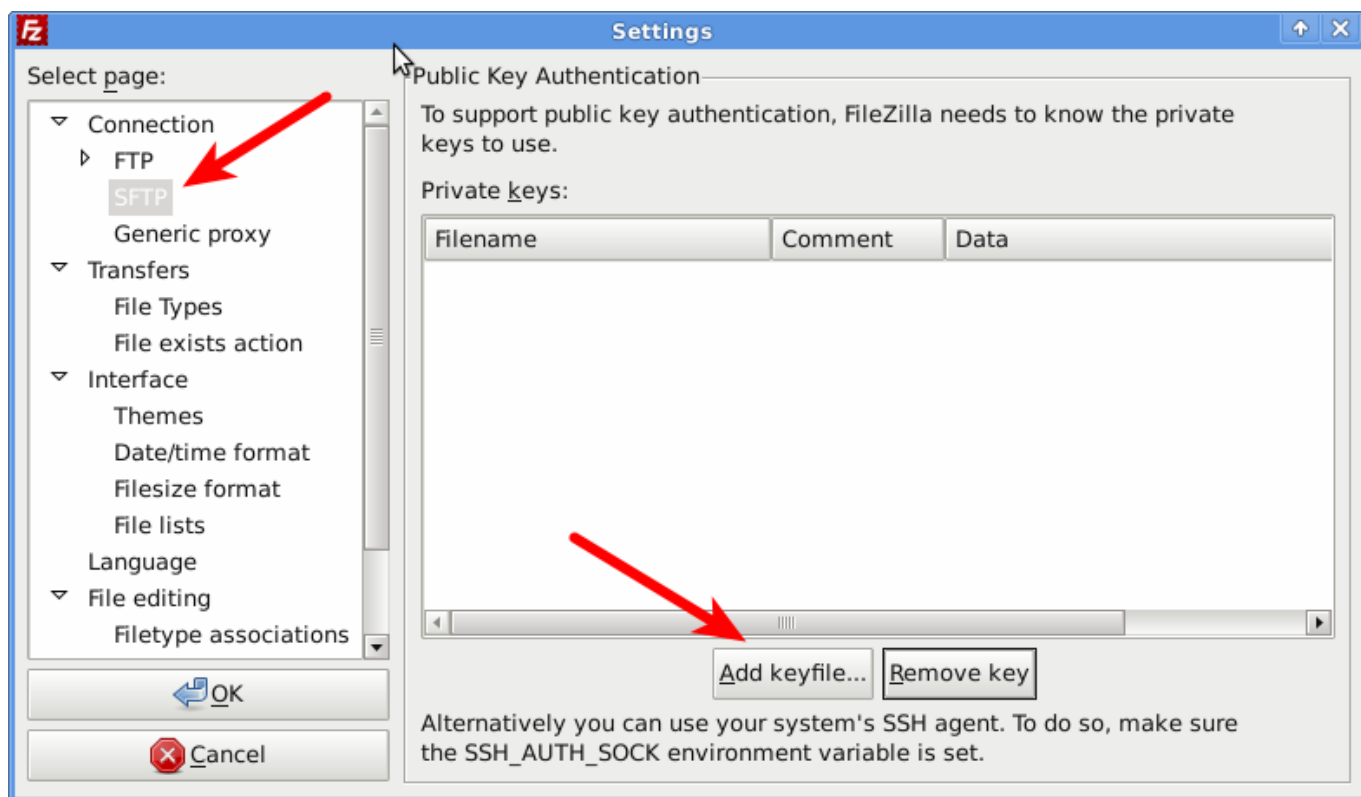 Fz
Settings
Select page:
Connection
FTP
SFTP
Generic proxy
Transfers
File Types
File exists action
Interface
Themes
Date/time format
Filesize format
File lists
Language
File editing
Filetype associations
OK
Cancel
Public Key Authentication
To support public key authentication, FileZilla needs to know the private
keys to use.
Private keys:
Filename Comment Data
Add keyfile... Remove key
Alternatively you can use your system's SSH agent. To do so, make sure
the SSH_AUTH_SOCK environment variable is set.